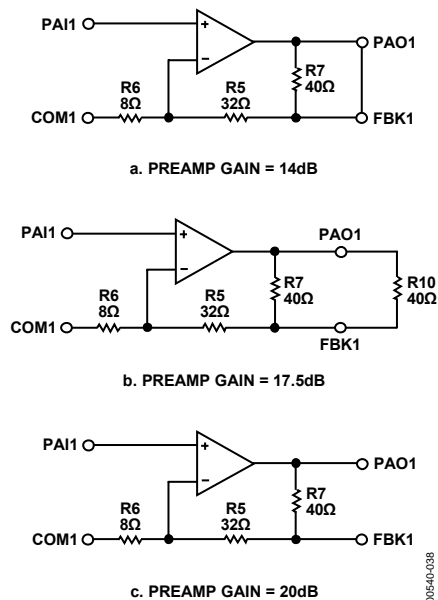 PAI1
+
PAO1
R7
40Ω
R6
8Ω
R5
32Ω
COM1
−
FBK1
a. PREAMP GAIN = 14dB
PAI1
+
PAO1
R7
40Ω
R10
40Ω
R6
8Ω
R5
32Ω
COM1
−
FBK1
b. PREAMP GAIN = 17.5dB
PAI1
+
PAO1
R7
40Ω
R6
8Ω
R5
32Ω
COM1
−
FBK1
c. PREAMP GAIN = 20dB
00540-038